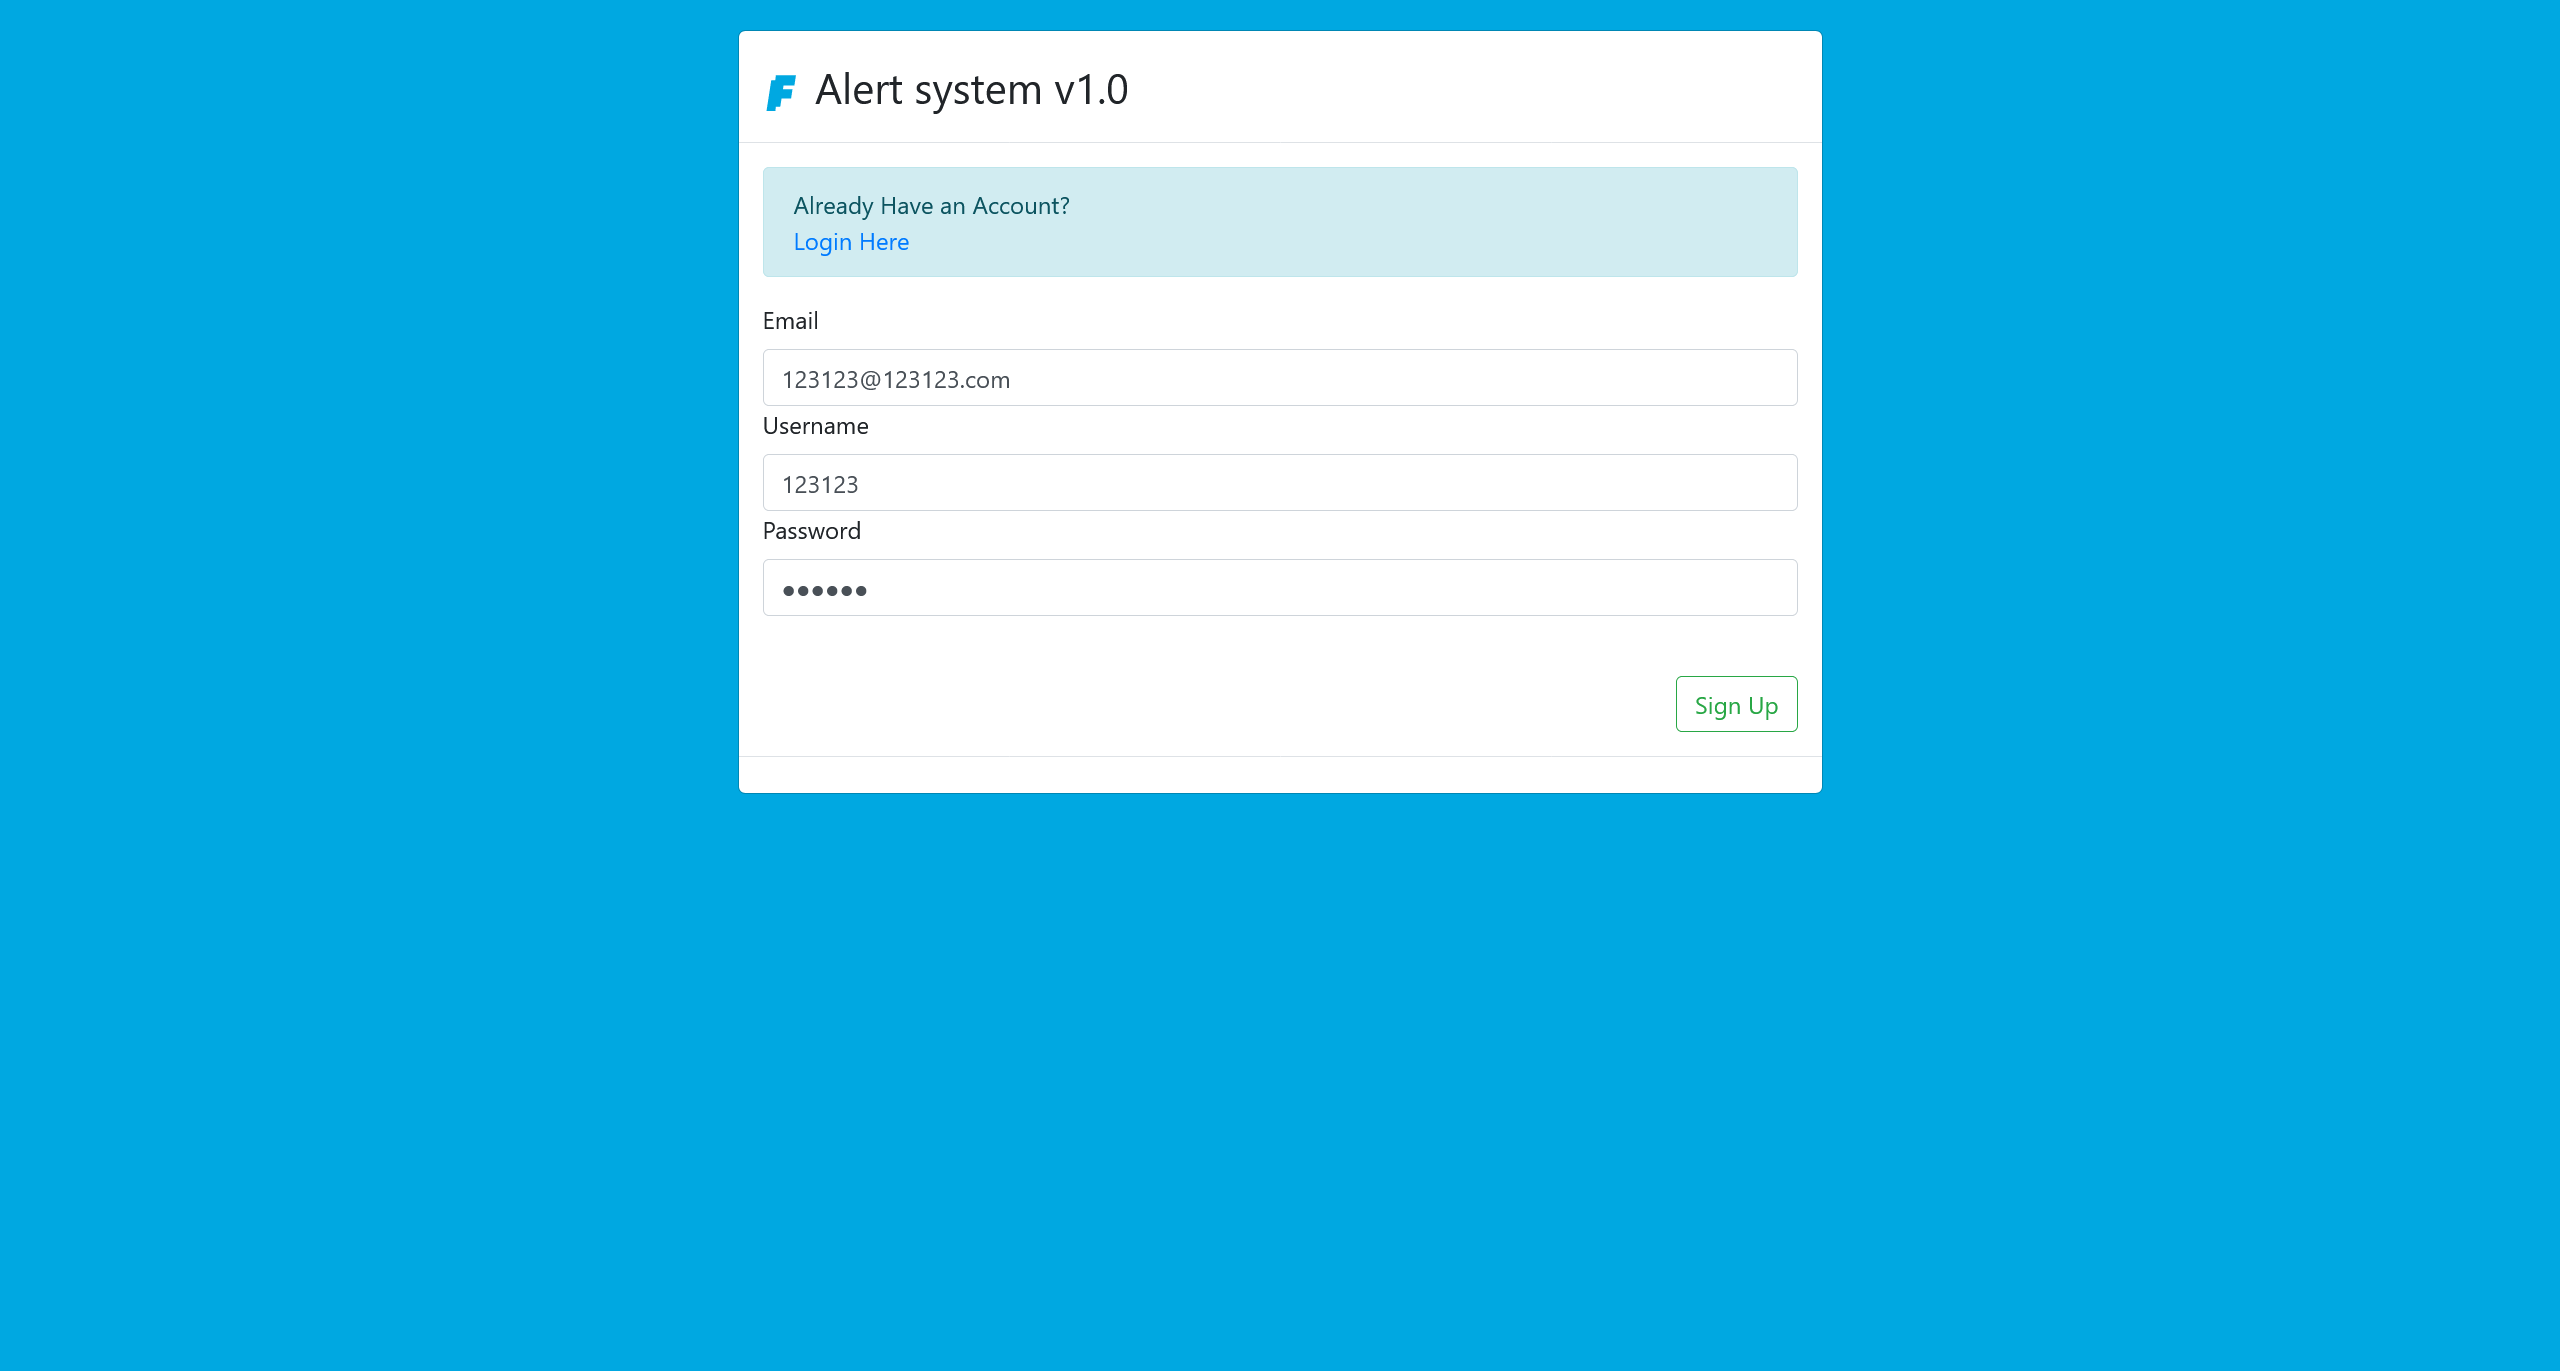 F Alert system v1.0
Already Have an Account?
Login Here
Email
123123@123123.com
Username
123123
Password
●●●●●●
Sign Up